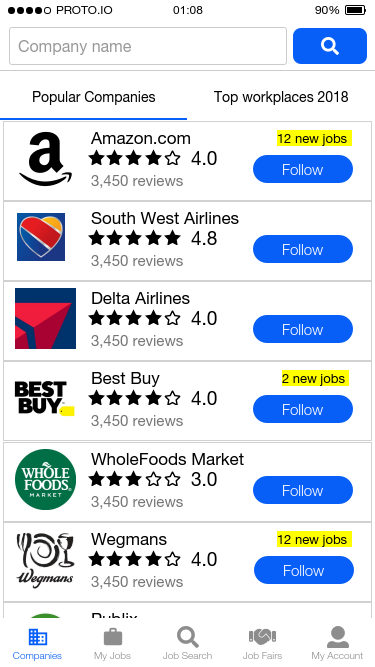 PROTO.IO 01:08 90%
Company name
Popular Companies Top workplaces 2018
Amazon.com 12 new jobs
4.0 Follow
3,450 reviews
South West Airlines
4.8 Follow
3,450 reviews
Delta Airlines
4.0 Follow
3,450 reviews
BEST BUY
Best Buy 2 new jobs
4.0 Follow
3,450 reviews
WHOLE FOODS MARKET
WholeFoods Market
3.0 Follow
3,450 reviews
Wegmans
Wegmans 12 new jobs
4.0 Follow
3,450 reviews
Publix
Companies My Jobs Job Search Job Fairs My Account